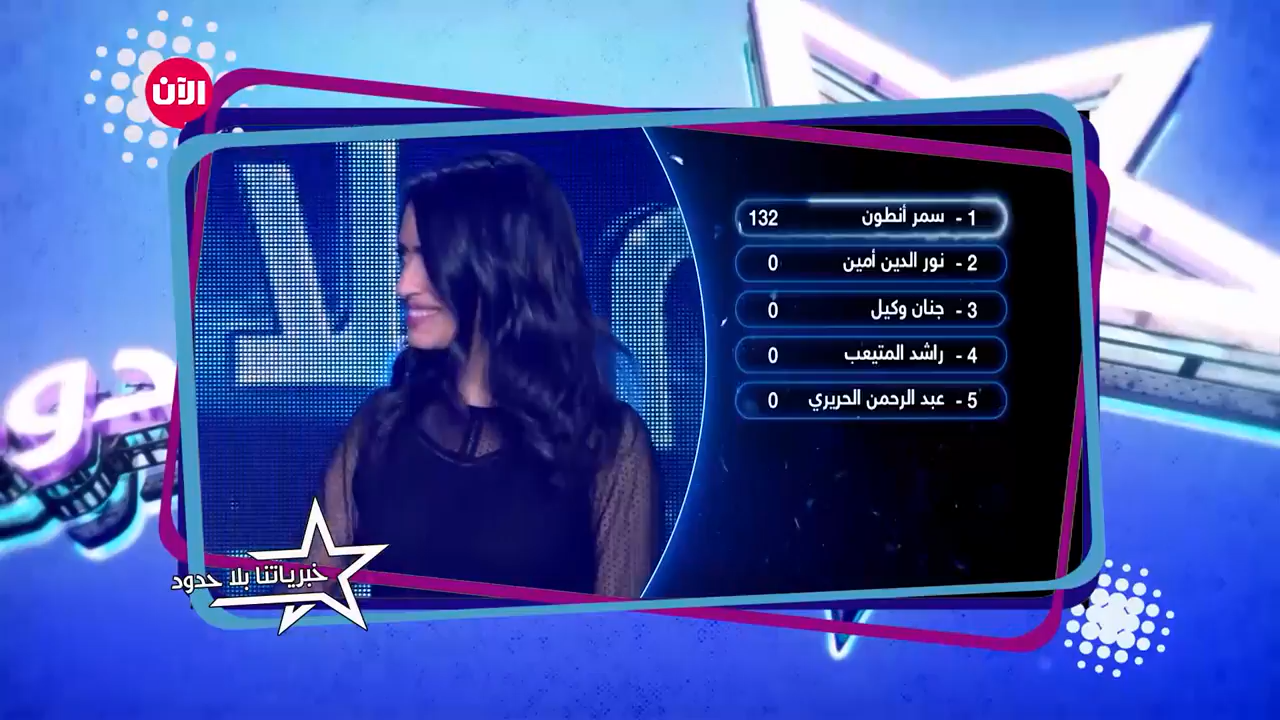 الآن
1 - سمر أنطون 132
2 - نور الدين أمين 0
3 - جنان وكيل 0
4 - راشد المتيعب 0
5 - عبد الرحمن الحريري 0
خبرياتنا بلا حدود